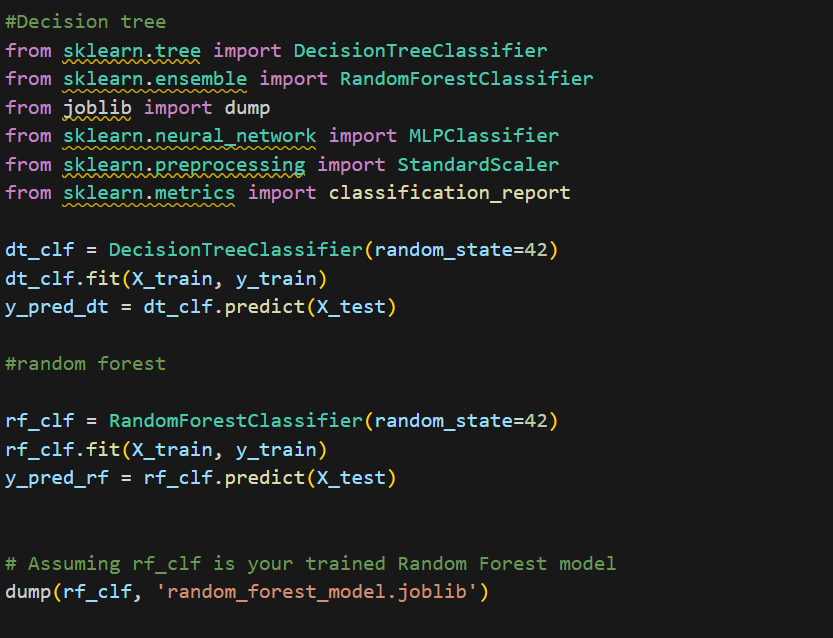 #Decision tree
from sklearn.tree import DecisionTreeClassifier
from sklearn.ensemble import RandomForestClassifier
from joblib import dump
from sklearn.neural_network import MLPClassifier
from sklearn.preprocessing import StandardScaler
from sklearn.metrics import classification_report
dt_clf = DecisionTreeClassifier(random_state=42)
dt_clf.fit(X_train, y_train)
y_pred_dt = dt_clf.predict(X_test)
#random forest
rf_clf = RandomForestClassifier(random_state=42)
rf_clf.fit(X_train, y_train)
y_pred_rf = rf_clf.predict(X_test)
# Assuming rf_clf is your trained Random Forest model
dump(rf_clf, 'random_forest_model.joblib')